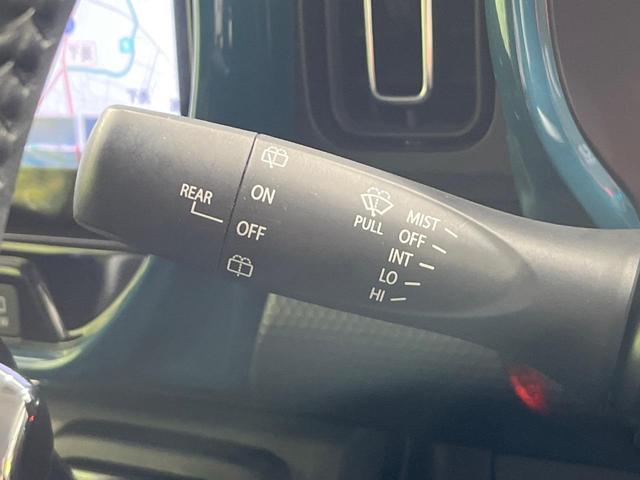 REAR
ON
OFF
PULL
MIST
OFF
INT
LO
HI